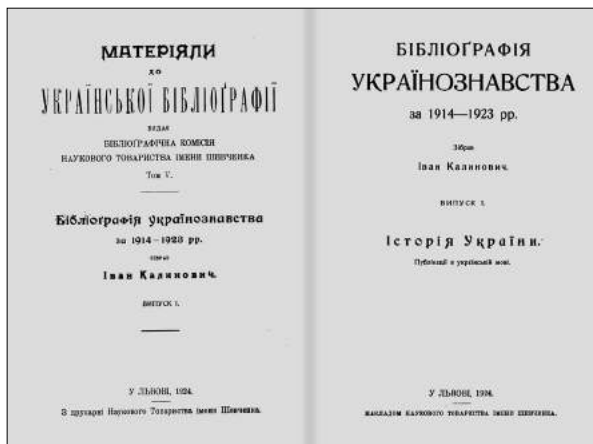 МАТЕРІЯЛИ
ДО
УКРАЇНСЬКОЇ БІБЛІОҐРАФІЇ
ВИДАЄ
БІБЛІОҐРАФІЧНА КОМІСІЯ
НАУКОВОГО ТОВАРИСТВА ІМЕНИ ШЕВЧЕНКА
Том V.
Бібліоґрафія українознавства
за 1914–1923 рр.
ЗІБРАВ
Іван Калинович.
ВИПУСК I.
У ЛЬВОВІ, 1924.
З друкарні Наукового Товариства імени Шевченка.
БІБЛІОҐРАФІЯ
УКРАЇНОЗНАВСТВА
за 1914—1923 рр.
Зібрав
Іван Калинович.
ВИПУСК I.
Історія України.
Публікації в українській мові.
У ЛЬВОВІ, 1924.
НАКЛАДОМ НАУКОВОГО ТОВАРИСТВА ІМЕНИ ШЕВЧЕНКА.